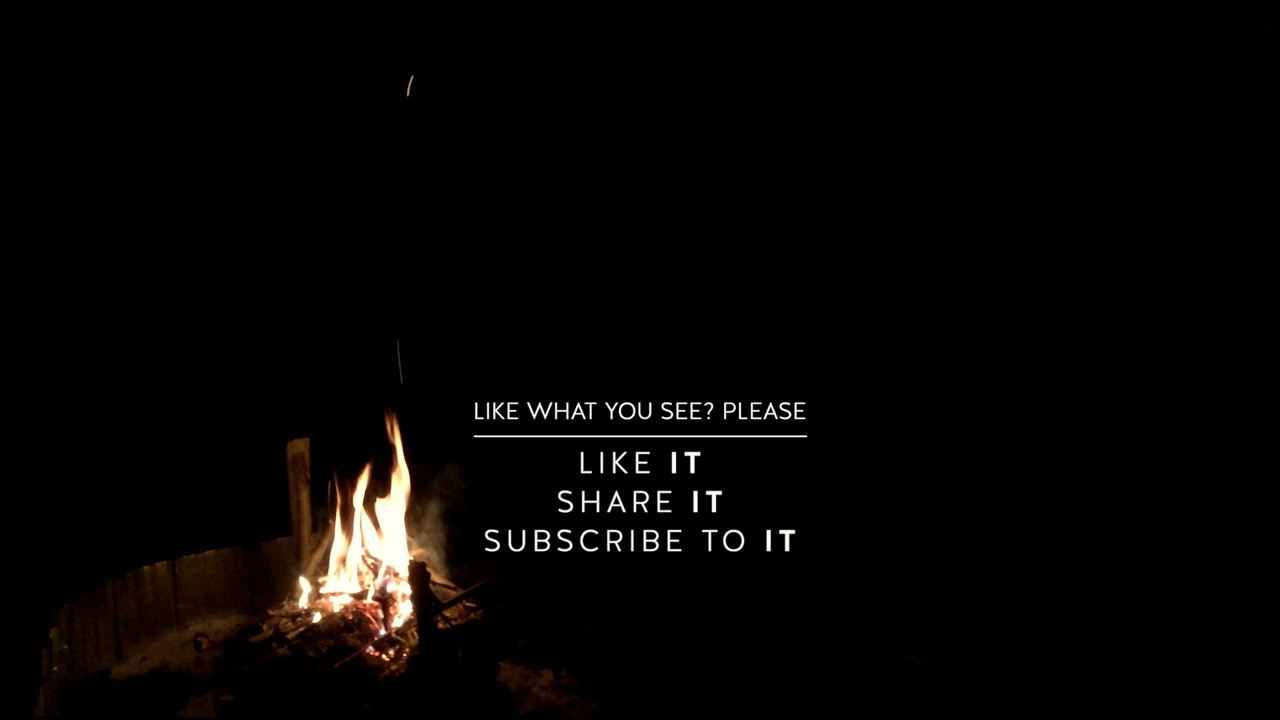 LIKE WHAT YOU SEE? PLEASE
LIKE IT
SHARE IT
SUBSCRIBE TO IT